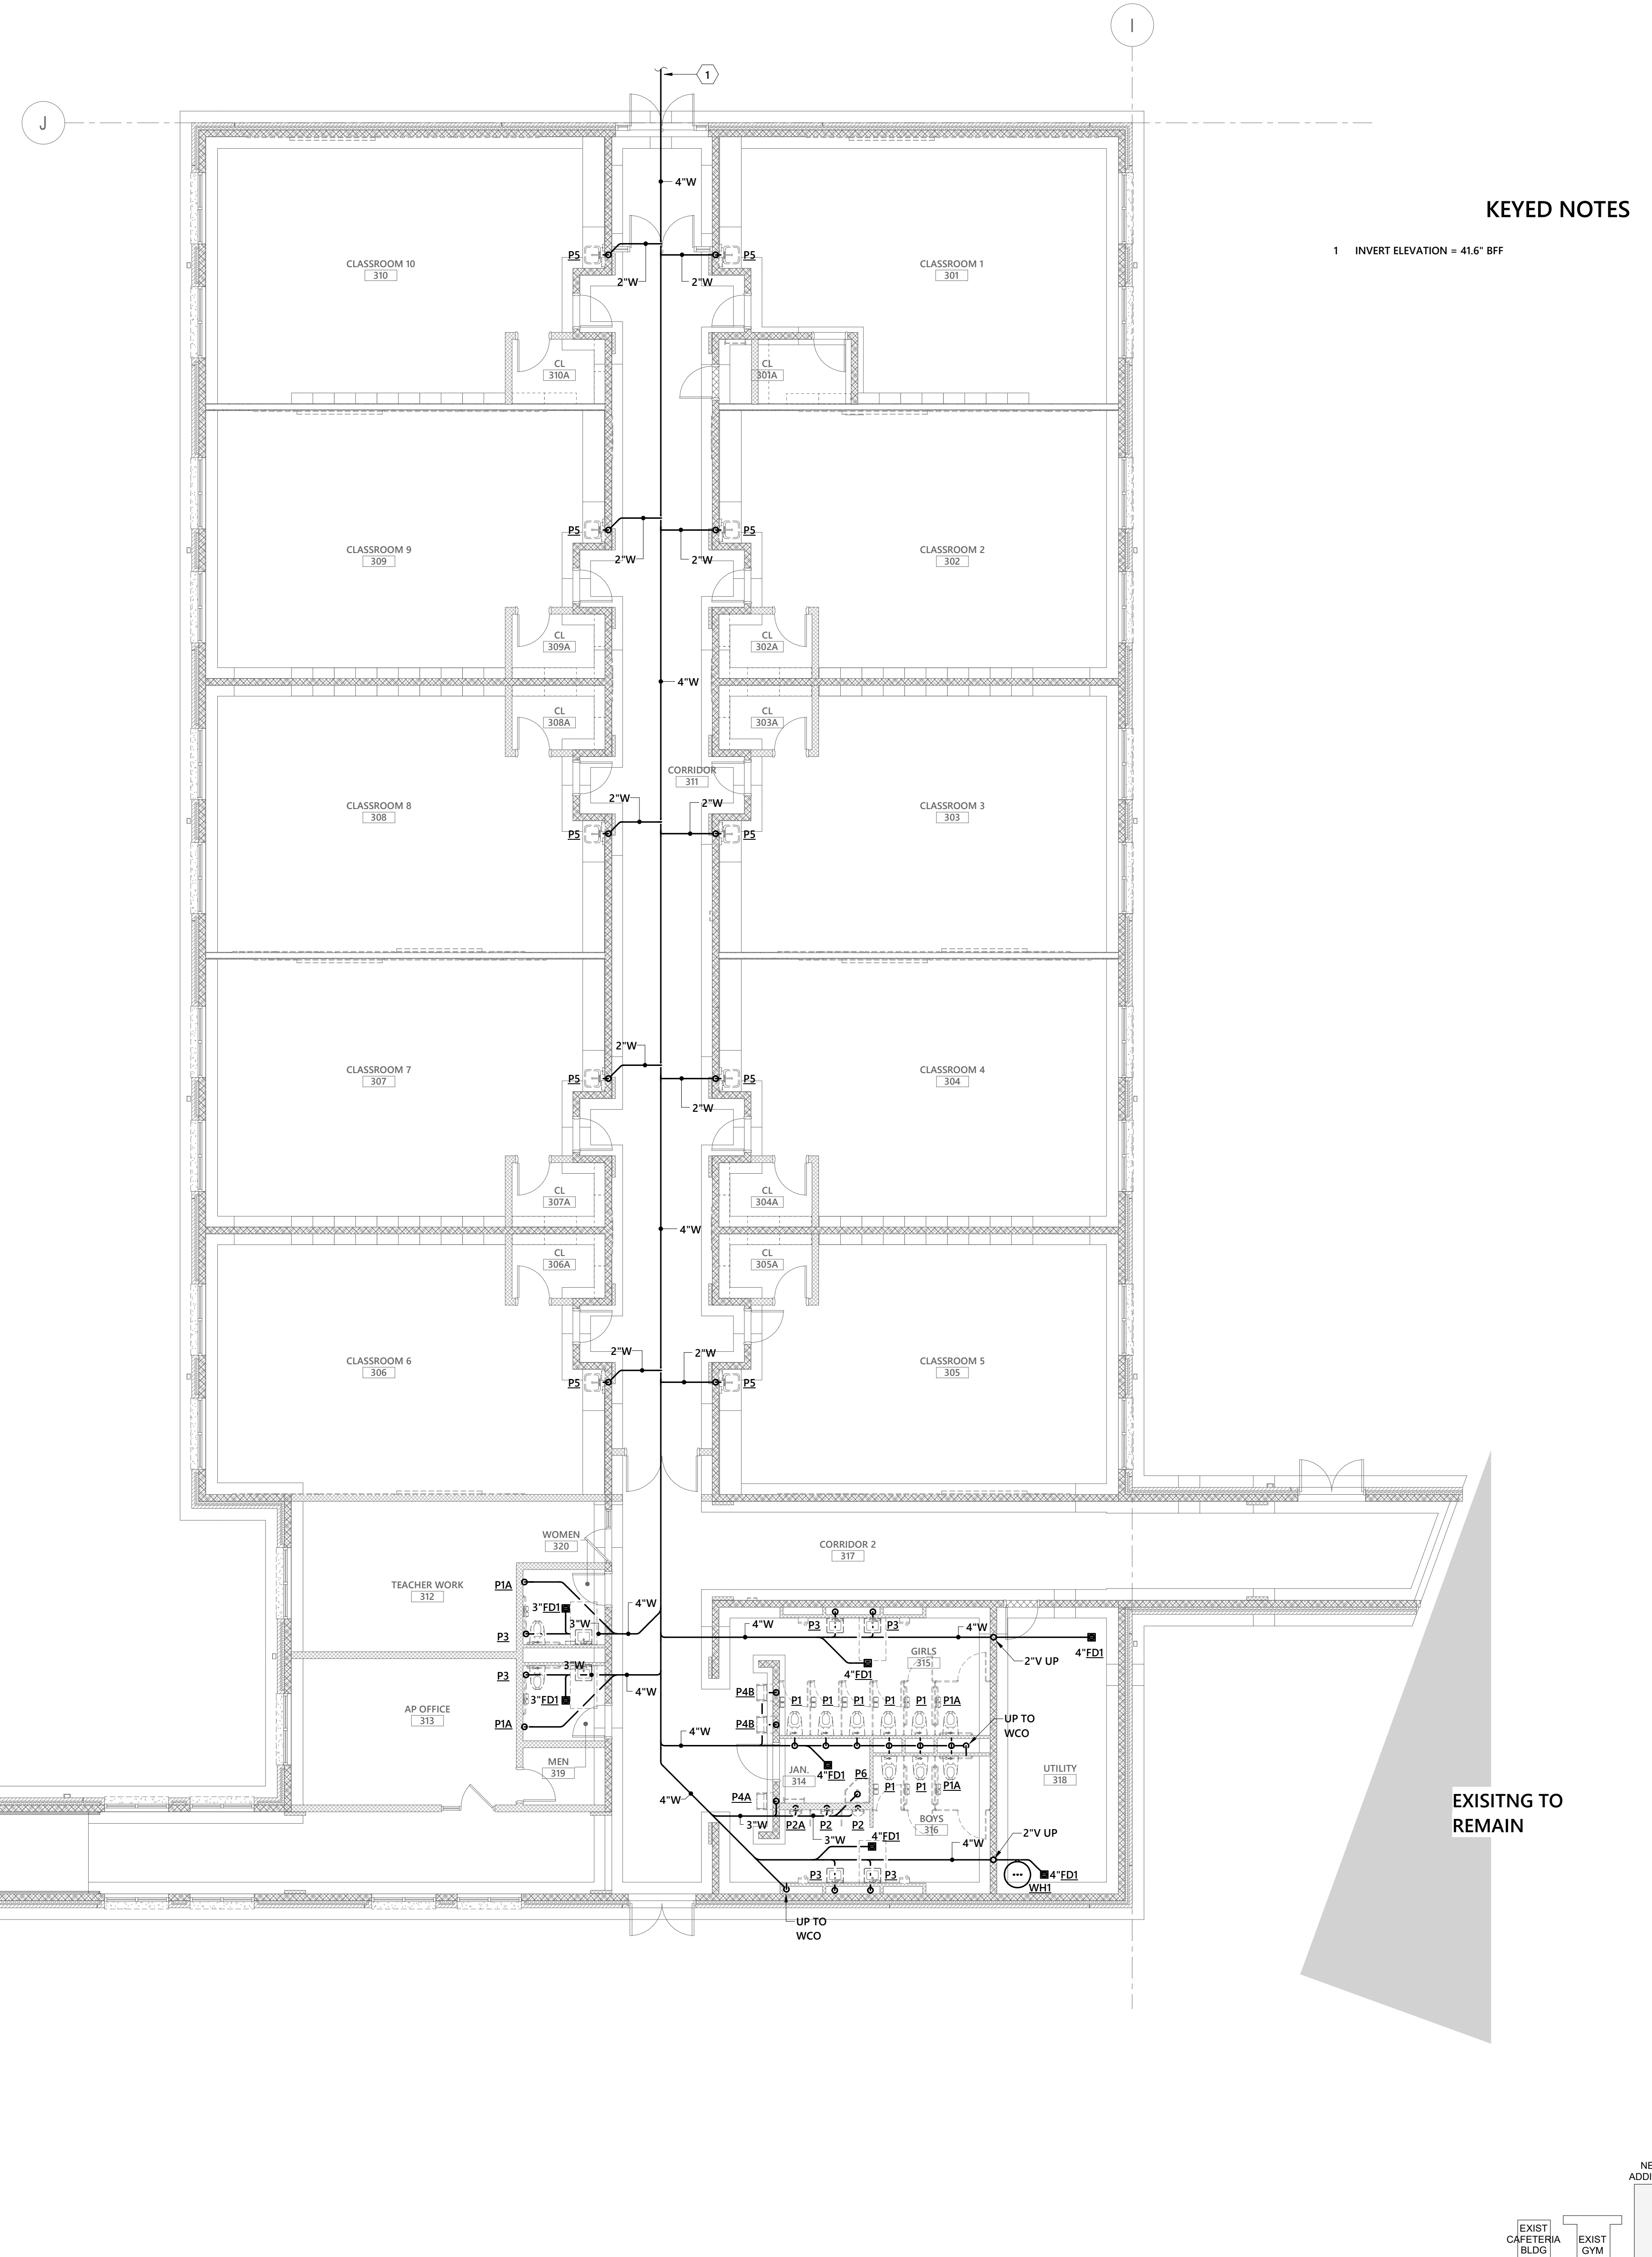 I
1
J
4"W
KEYED NOTES
1 INVERT ELEVATION = 41.6" BFF
P5
P5
CLASSROOM 10
310
CLASSROOM 1
301
2"W
2"W
CL
310A
CL
301A
P5
P5
CLASSROOM 9
309
CLASSROOM 2
302
2"W
2"W
CL
309A
CL
302A
4"W
CL
308A
CL
303A
CORRIDOR
311
2"W
2"W
CLASSROOM 8
308
CLASSROOM 3
303
P5
P5
2"W
CLASSROOM 7
307
CLASSROOM 4
304
P5
P5
2"W
CL
307A
CL
304A
4"W
CL
306A
CL
305A
2"W
2"W
CLASSROOM 6
306
CLASSROOM 5
305
P5
P5
WOMEN
320
CORRIDOR 2
317
TEACHER WORK
312
P1A
3"FD1
3"W
4"W
P3
P3
P3
4"W
4"W
4"FD1
GIRLS
315
2"V UP
4"FD1
P3
3"W
3"FD1
4"W
P4B
P1
P1
P1
P1
P1
P1A
AP OFFICE
313
P1A
P4B
4"W
UP TO
WCO
MEN
319
JAN.
314
4"FD1
P6
P1
P1
P1A
UTILITY
318
4"W
P4A
3"W
P2A
P2
P2
3"W
BOYS
316
4"FD1
4"W
2"V UP
P3
P3
4"FD1
WH1
UP TO
WCO
EXISITNG TO
REMAIN
EXIST
CAFETERIA
BLDG
EXIST
GYM